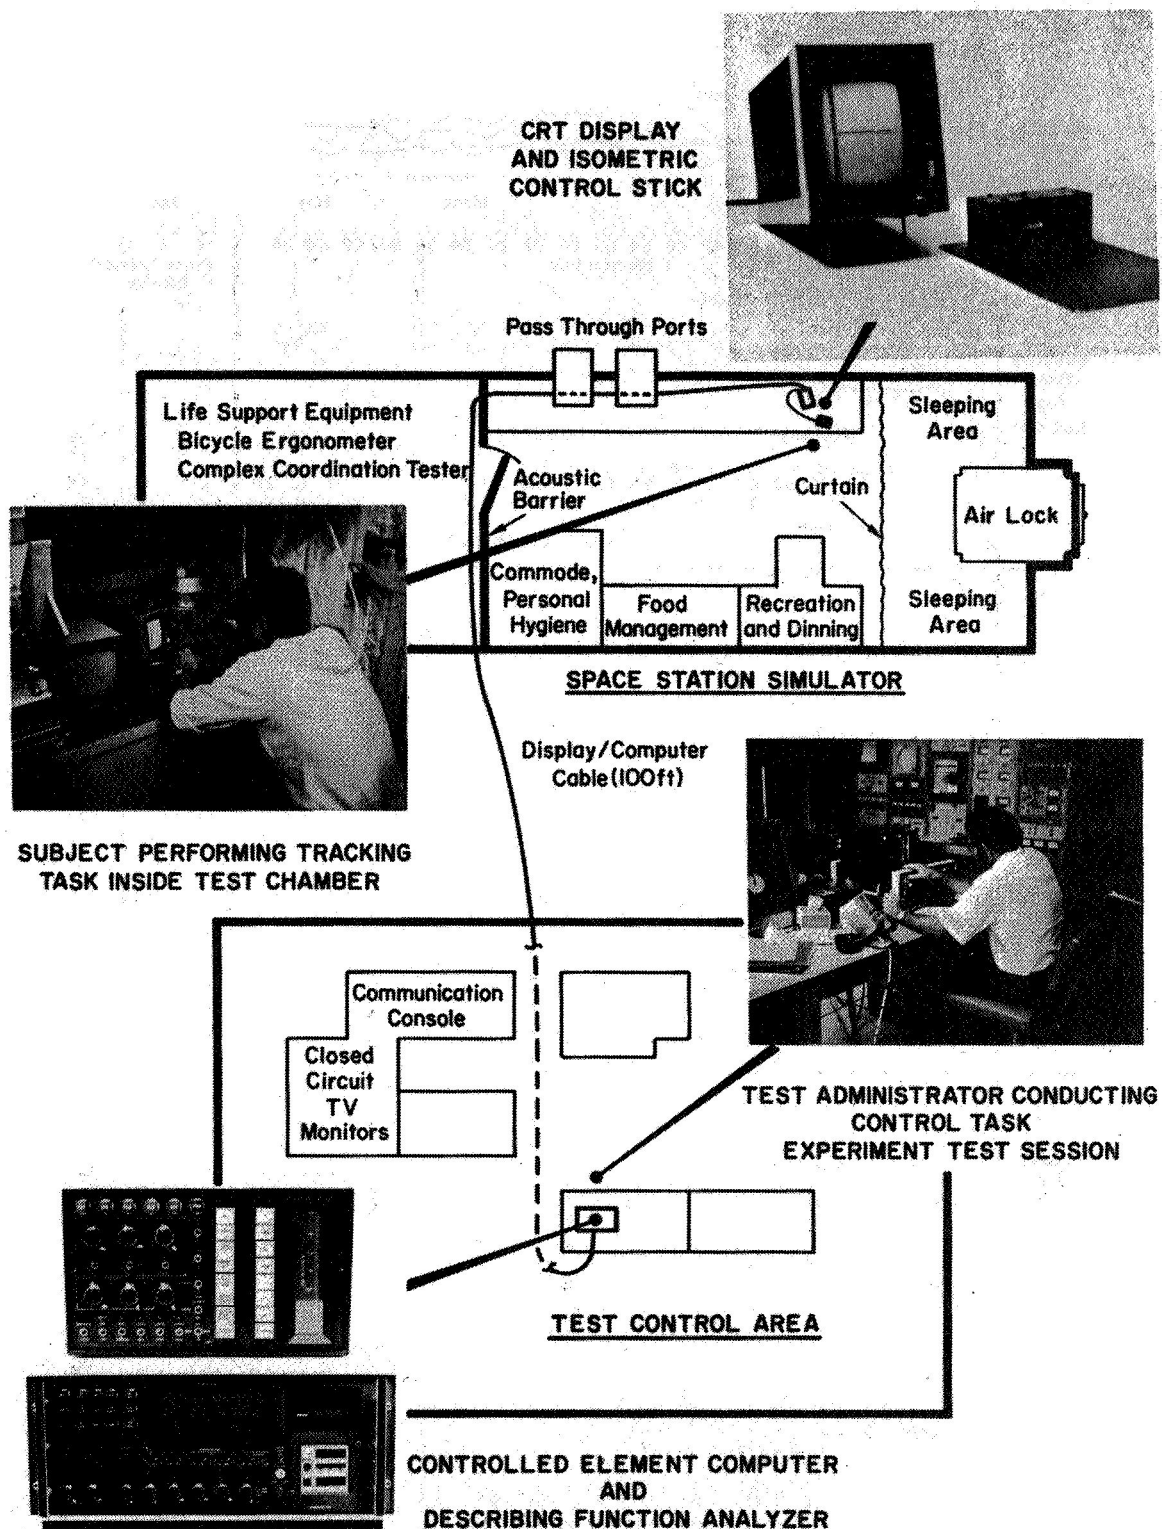 CRT DISPLAY
AND ISOMETRIC
CONTROL STICK
Pass Through Ports
Life Support Equipment
Bicycle Ergonometer
Complex Coordination Tester
Sleeping
Area
Acoustic
Barrier
Curtain
Air Lock
Commode,
Personal
Hygiene
Food
Management
Recreation
and Dinning
Sleeping
Area
SPACE STATION SIMULATOR
Display/Computer
Cable (100ft)
SUBJECT PERFORMING TRACKING
TASK INSIDE TEST CHAMBER
Communication
Console
Closed
Circuit
TV
Monitors
TEST ADMINISTRATOR CONDUCTING
CONTROL TASK
EXPERIMENT TEST SESSION
TEST CONTROL AREA
CONTROLLED ELEMENT COMPUTER
AND
DESCRIBING FUNCTION ANALYZER